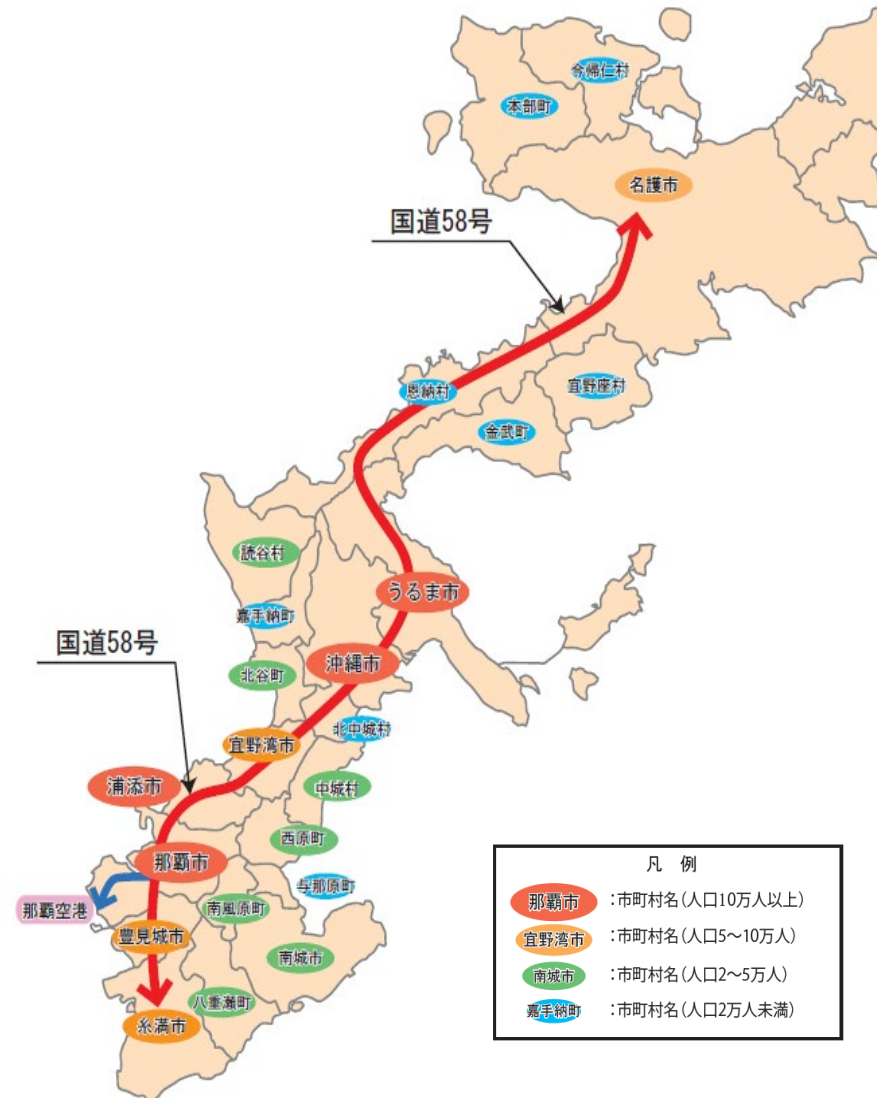 今帰仁村
本部町
名護市
国道58号
恩納村
宜野座村
金武町
読谷村
うるま市
嘉手納町
国道58号
沖縄市
北谷町
北中城村
宜野湾市
浦添市
中城村
西原町
那覇市
与那原町
那覇空港
南風原町
豊見城市
南城市
八重瀬町
糸満市
凡 例
那覇市 :市町村名(人口10万人以上)
宜野湾市 :市町村名(人口5~10万人)
南城市 :市町村名(人口2~5万人)
嘉手納町 :市町村名(人口2万人未満)